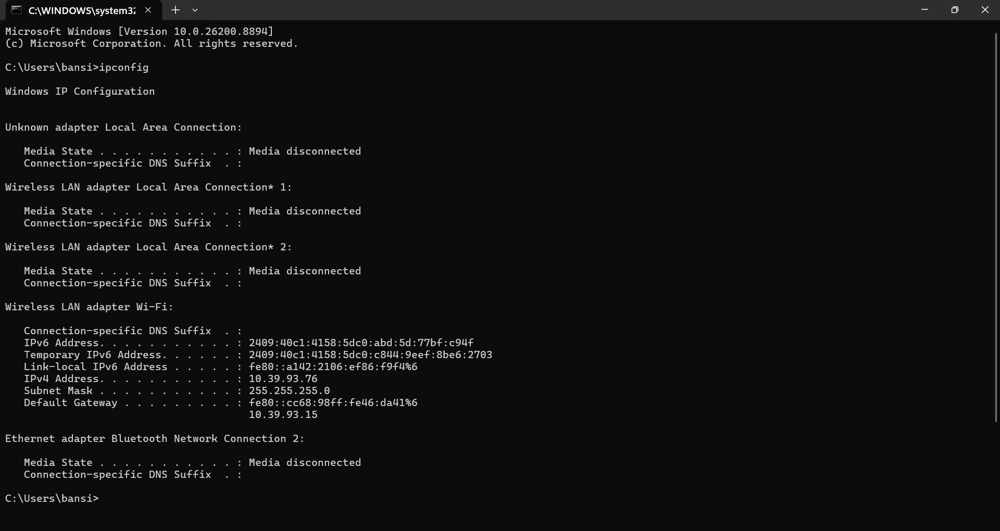 C:\WINDOWS\system32
Microsoft Windows [Version 10.0.26200.8894]
(c) Microsoft Corporation. All rights reserved.
C:\Users\bansi>ipconfig
Windows IP Configuration
Unknown adapter Local Area Connection:
   Media State . . . . . . . . . . . : Media disconnected
   Connection-specific DNS Suffix  . :
Wireless LAN adapter Local Area Connection* 1:
   Media State . . . . . . . . . . . : Media disconnected
   Connection-specific DNS Suffix  . :
Wireless LAN adapter Local Area Connection* 2:
   Media State . . . . . . . . . . . : Media disconnected
   Connection-specific DNS Suffix  . :
Wireless LAN adapter Wi-Fi:
   Connection-specific DNS Suffix  . :
   IPv6 Address. . . . . . . . . . . : 2409:40c1:4158:5dc0:abd:5d:77bf:c94f
   Temporary IPv6 Address. . . . . . : 2409:40c1:4158:5dc0:c844:9eef:8be6:2703
   Link-local IPv6 Address . . . . . : fe80::a142:2106:ef86:f9f4%6
   IPv4 Address. . . . . . . . . . . : 10.39.93.76
   Subnet Mask . . . . . . . . . . . : 255.255.255.0
   Default Gateway . . . . . . . . . : fe80::cc68:98ff:fe46:da41%6
                                       10.39.93.15
Ethernet adapter Bluetooth Network Connection 2:
   Media State . . . . . . . . . . . : Media disconnected
   Connection-specific DNS Suffix  . :
C:\Users\bansi>